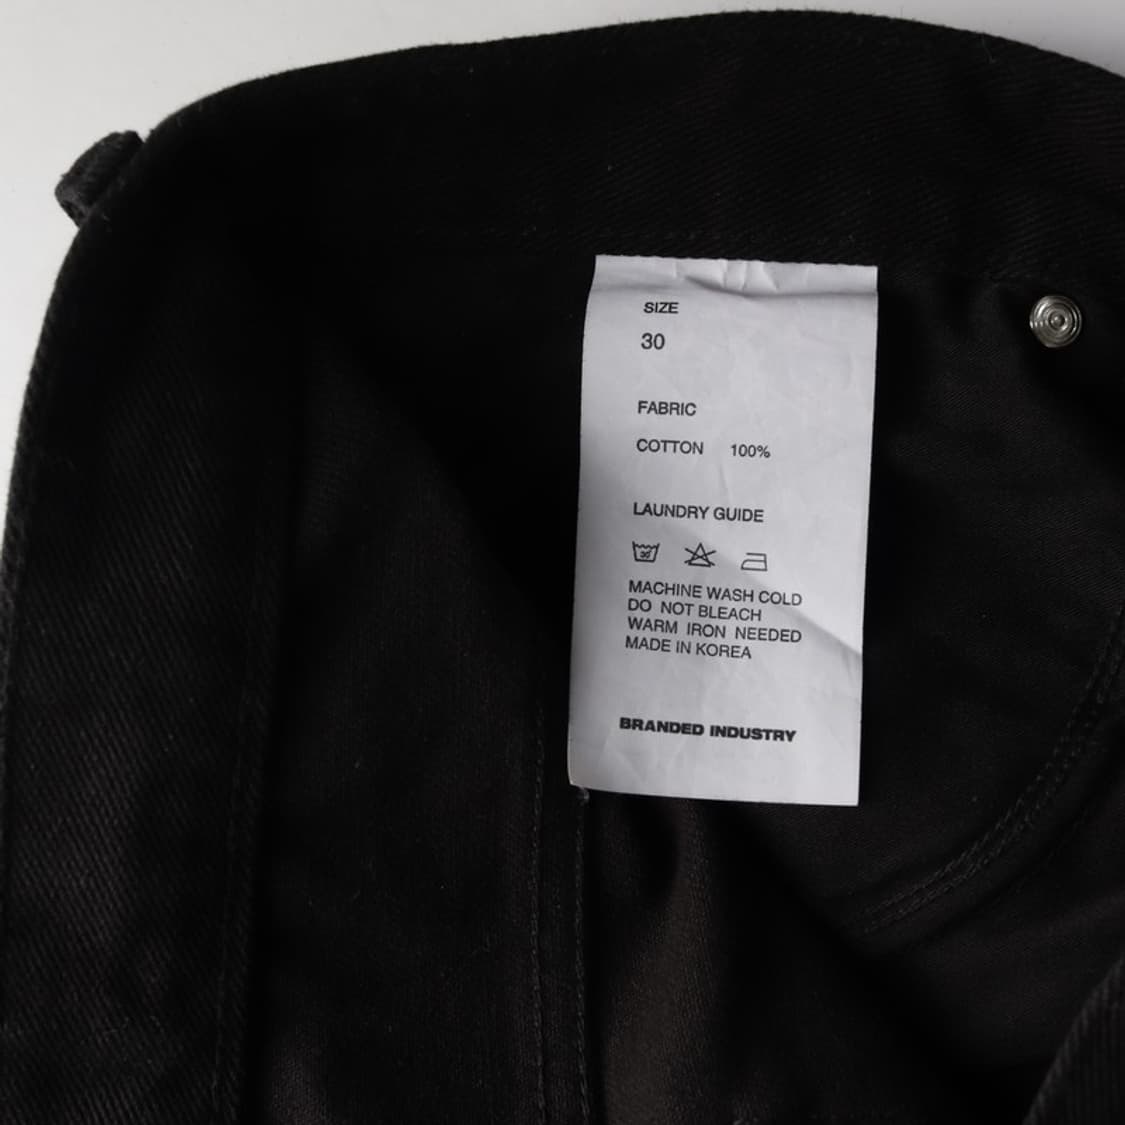 SIZE
30
FABRIC
COTTON 100%
LAUNDRY GUIDE
30
MACHINE WASH COLD
DO NOT BLEACH
WARM IRON NEEDED
MADE IN KOREA
BRANDED INDUSTRY